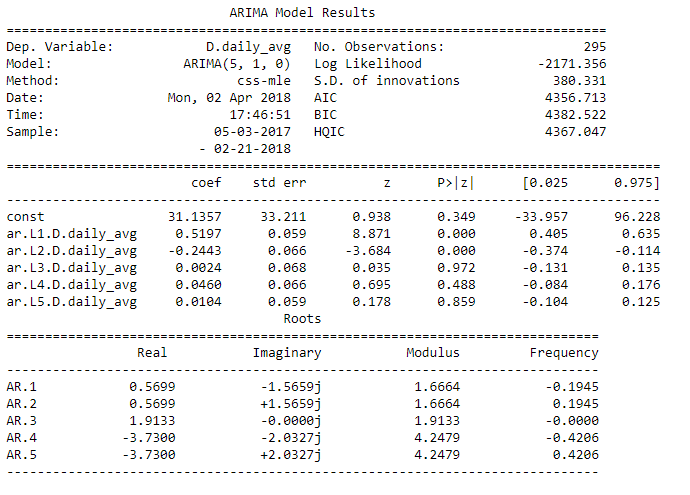 ARIMA Model Results
==============================================================================
Dep. Variable: D.daily_avg No. Observations: 295
Model: ARIMA(5, 1, 0) Log Likelihood -2171.356
Method: css-mle S.D. of innovations 380.331
Date: Mon, 02 Apr 2018 AIC 4356.713
Time: 17:46:51 BIC 4382.522
Sample: 05-03-2017 HQIC 4367.047
- 02-21-2018
=====================================================================================
coef std err z P>|z| [0.025 0.975]
-------------------------------------------------------------------------------------
const 31.1357 33.211 0.938 0.349 -33.957 96.228
ar.L1.D.daily_avg 0.5197 0.059 8.871 0.000 0.405 0.635
ar.L2.D.daily_avg -0.2443 0.066 -3.684 0.000 -0.374 -0.114
ar.L3.D.daily_avg 0.0024 0.068 0.035 0.972 -0.131 0.135
ar.L4.D.daily_avg 0.0460 0.066 0.695 0.488 -0.084 0.176
ar.L5.D.daily_avg 0.0104 0.059 0.178 0.859 -0.104 0.125
Roots
=============================================================================
Real Imaginary Modulus Frequency
-----------------------------------------------------------------------------
AR.1 0.5699 -1.5659j 1.6664 -0.1945
AR.2 0.5699 +1.5659j 1.6664 0.1945
AR.3 1.9133 -0.0000j 1.9133 -0.0000
AR.4 -3.7300 -2.0327j 4.2479 -0.4206
AR.5 -3.7300 +2.0327j 4.2479 0.4206
-----------------------------------------------------------------------------